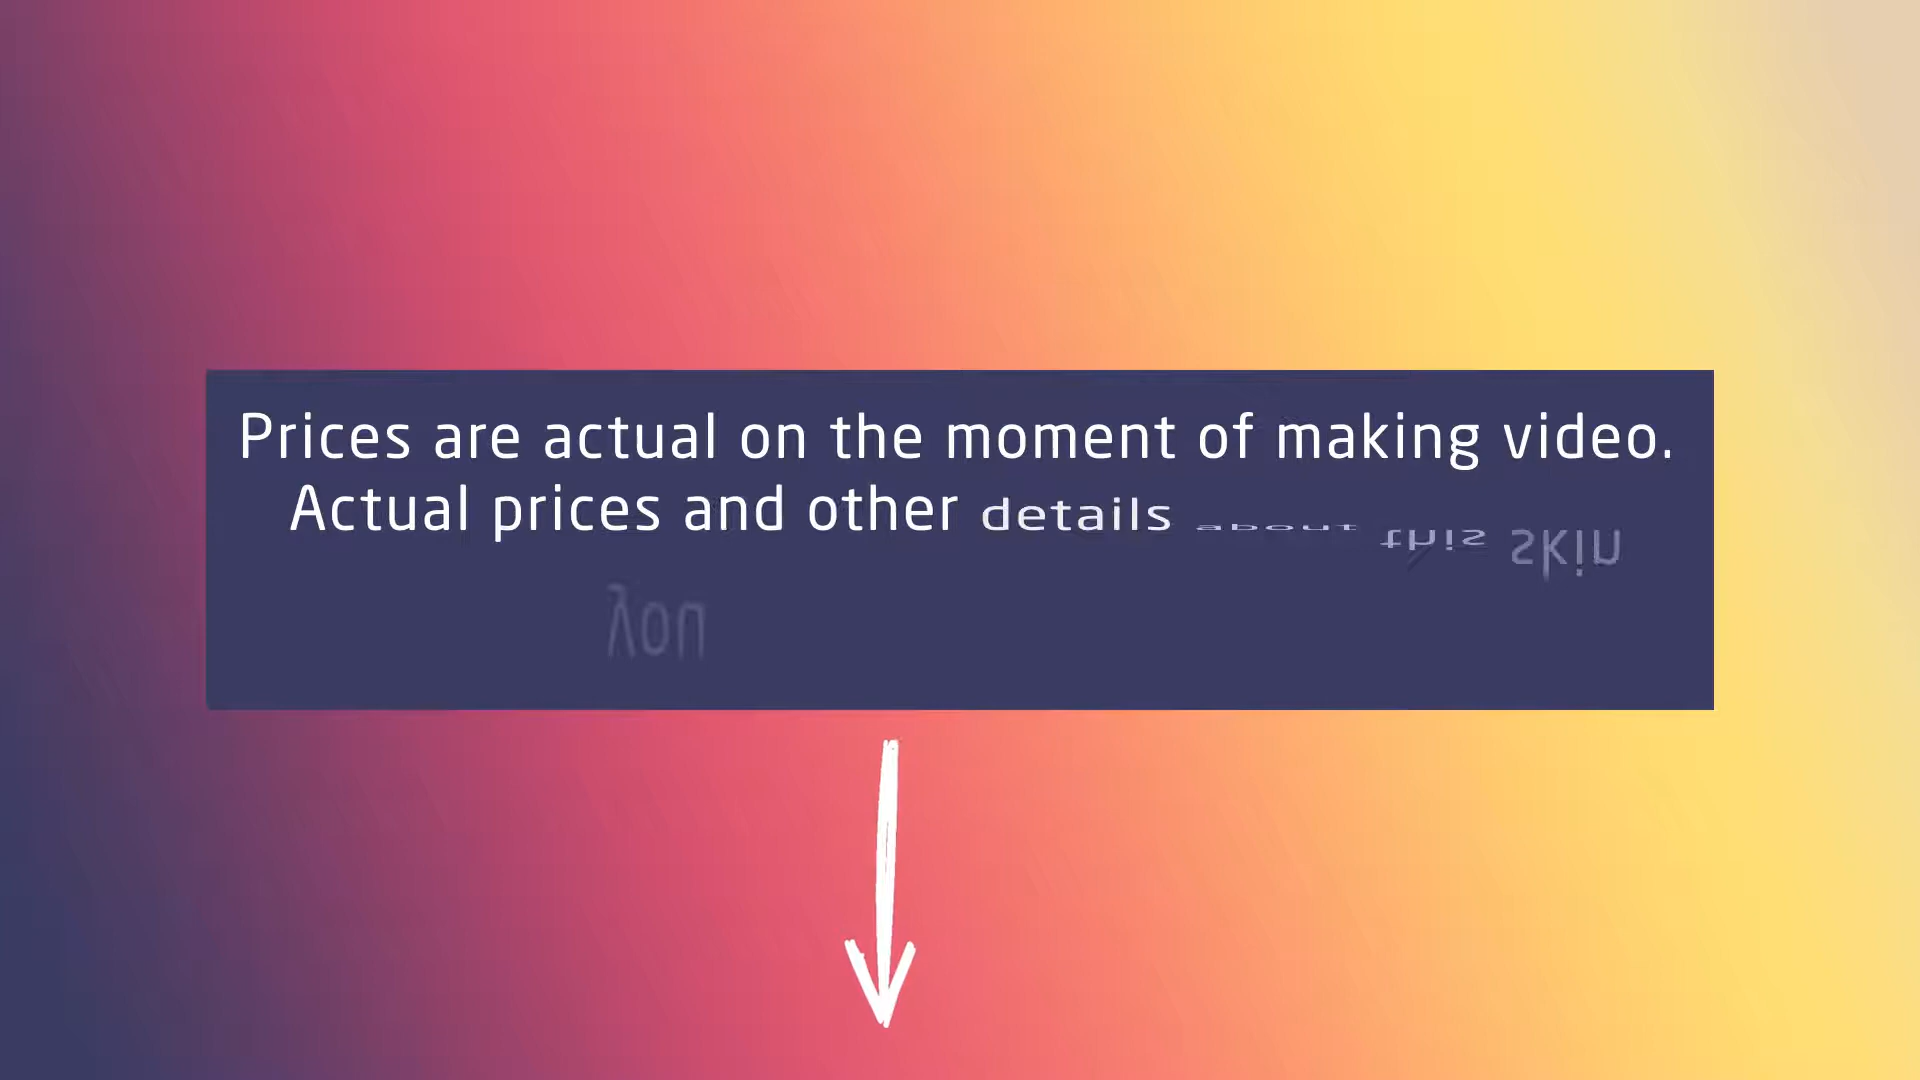 Prices are actual on the moment of making video.
Actual prices and other details about this skin
you